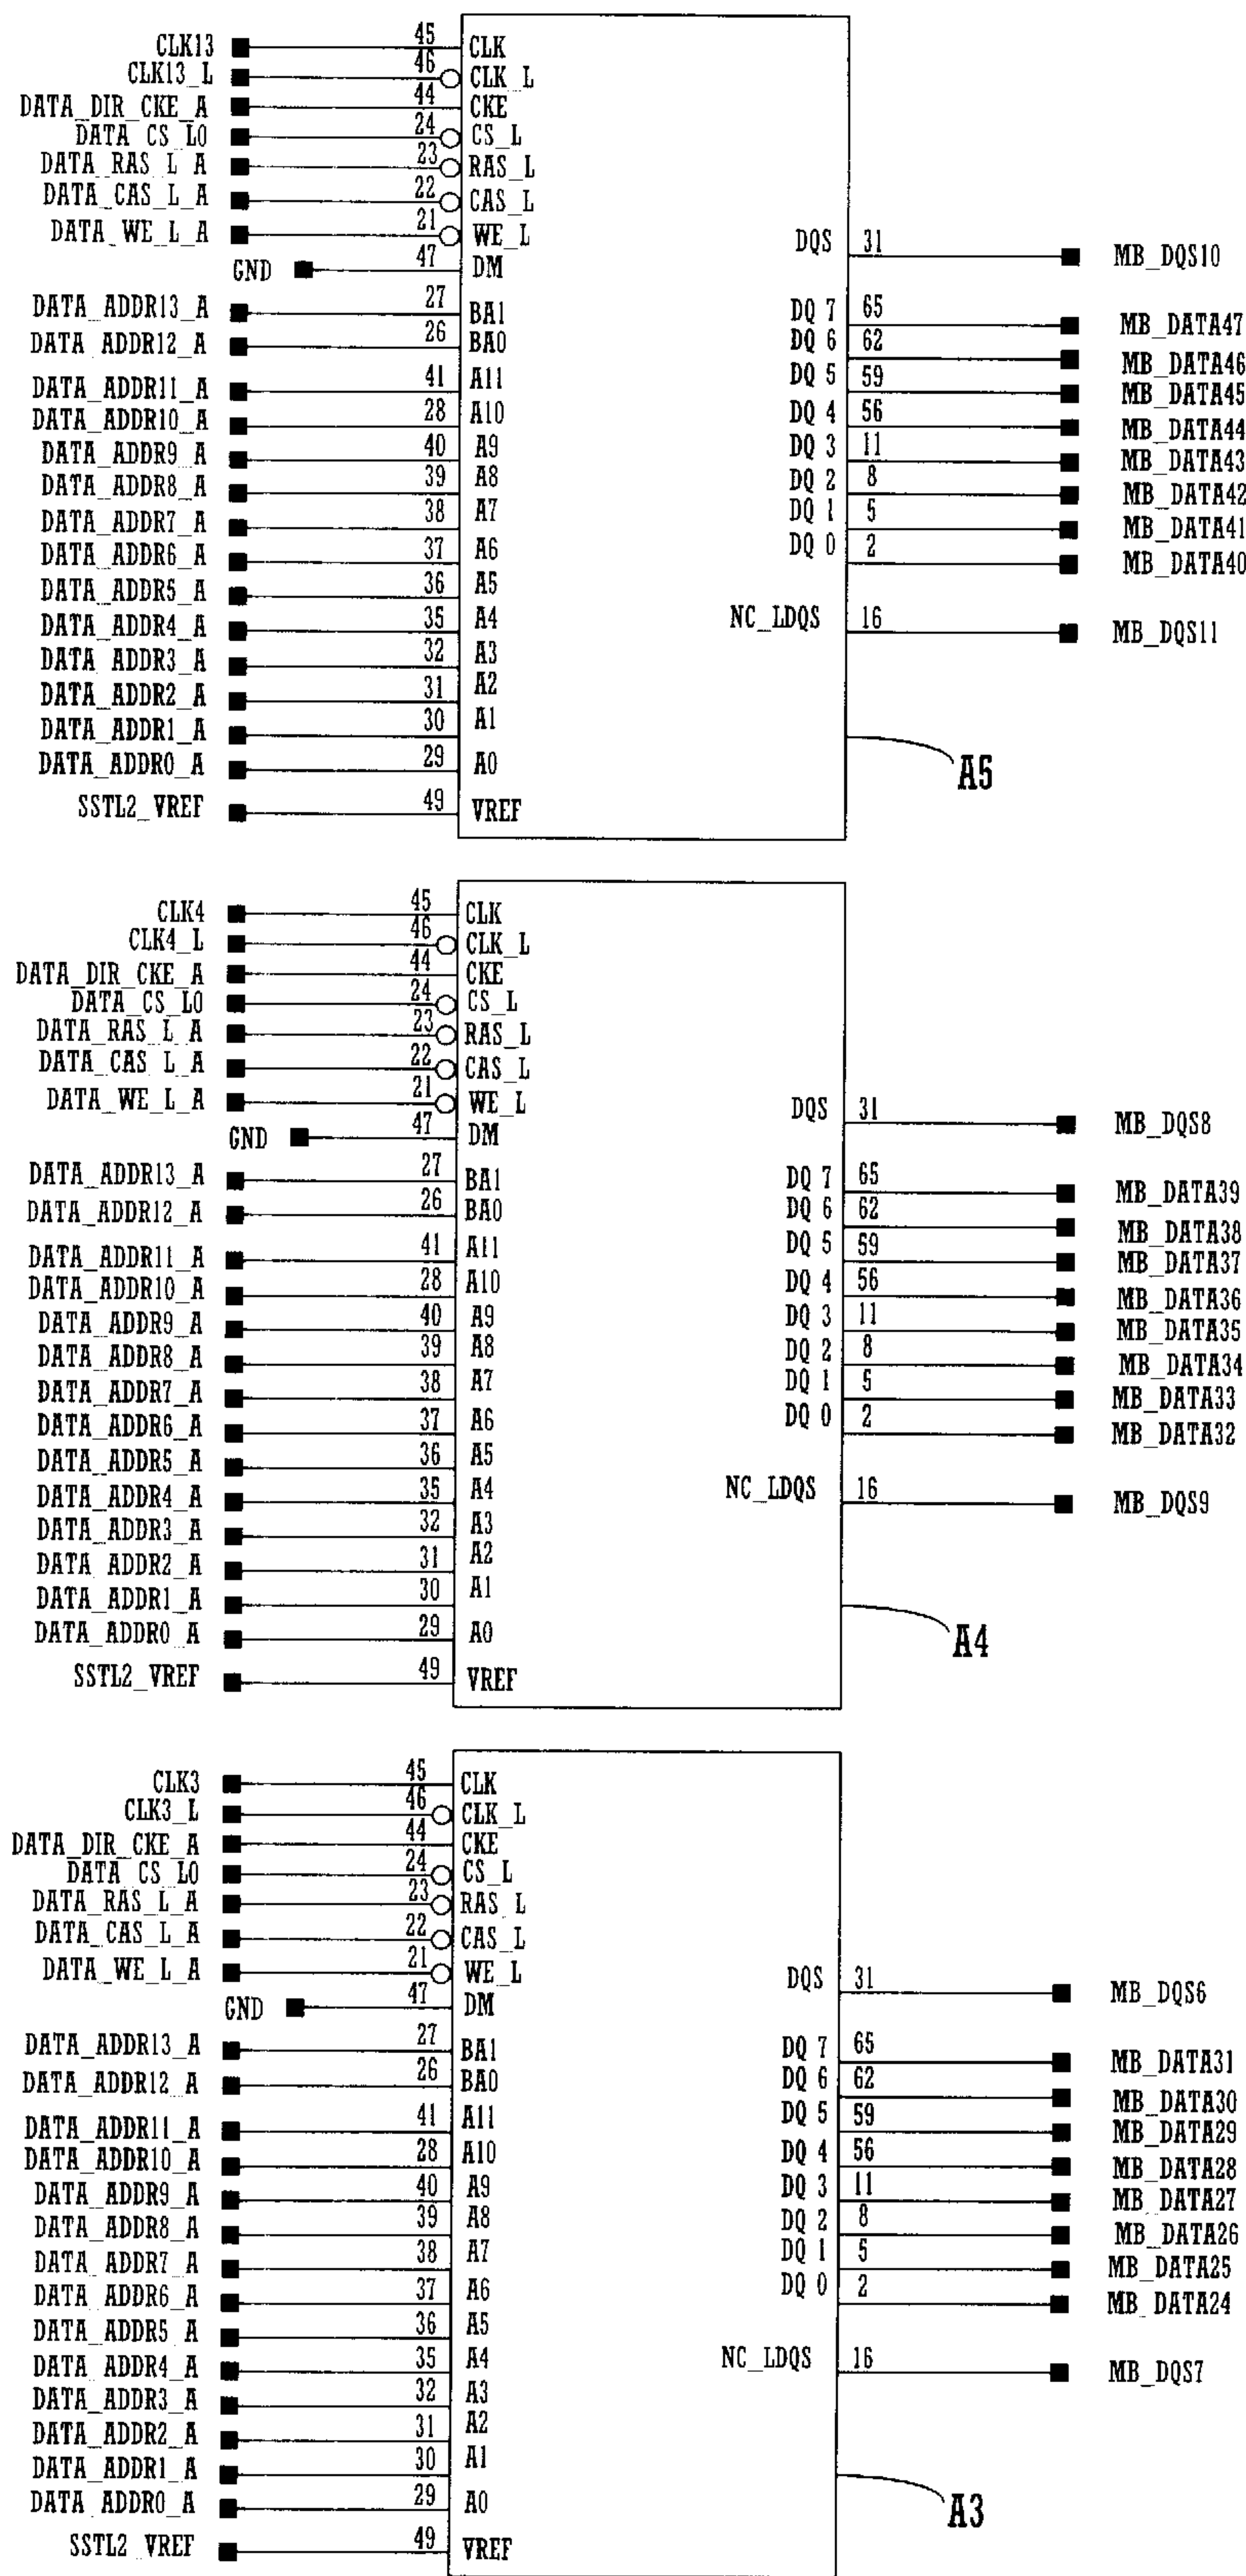 CLK13 45 CLK
CLK13_L 46 CLK_L
DATA_DIR_CKE_A 44 CKE
DATA_CS_L0 24 CS_L
DATA_RAS_L_A 23 RAS_L
DATA_CAS_L_A 22 CAS_L
DATA_WE_L_A 21 WE_L
DQS 31 MB_DQS10
GND 47 DM
DATA_ADDR13_A 27 BA1
DQ 7 65 MB_DATA47
DATA_ADDR12_A 26 BA0
DQ 6 62 MB_DATA46
DATA_ADDR11_A 41 A11
DQ 5 59 MB_DATA45
DATA_ADDR10_A 28 A10
DQ 4 56 MB_DATA44
DATA_ADDR9_A 40 A9
DQ 3 11 MB_DATA43
DATA_ADDR8_A 39 A8
DQ 2 8 MB_DATA42
DATA_ADDR7_A 38 A7
DQ 1 5 MB_DATA41
DATA_ADDR6_A 37 A6
DQ 0 2 MB_DATA40
DATA_ADDR5_A 36 A5
DATA_ADDR4_A 35 A4
NC_LDQS 16 MB_DQS11
DATA_ADDR3_A 32 A3
DATA_ADDR2_A 31 A2
DATA_ADDR1_A 30 A1
DATA_ADDR0_A 29 A0
A5
SSTL2_VREF 49 VREF
CLK4 45 CLK
CLK4_L 46 CLK_L
DATA_DIR_CKE_A 44 CKE
DATA_CS_L0 24 CS_L
DATA_RAS_L_A 23 RAS_L
DATA_CAS_L_A 22 CAS_L
DATA_WE_L_A 21 WE_L
DQS 31 MB_DQS8
GND 47 DM
DATA_ADDR13_A 27 BA1
DQ 7 65 MB_DATA39
DATA_ADDR12_A 26 BA0
DQ 6 62 MB_DATA38
DATA_ADDR11_A 41 A11
DQ 5 59 MB_DATA37
DATA_ADDR10_A 28 A10
DQ 4 56 MB_DATA36
DATA_ADDR9_A 40 A9
DQ 3 11 MB_DATA35
DATA_ADDR8_A 39 A8
DQ 2 8 MB_DATA34
DATA_ADDR7_A 38 A7
DQ 1 5 MB_DATA33
DATA_ADDR6_A 37 A6
DQ 0 2 MB_DATA32
DATA_ADDR5_A 36 A5
DATA_ADDR4_A 35 A4
NC_LDQS 16 MB_DQS9
DATA_ADDR3_A 32 A3
DATA_ADDR2_A 31 A2
DATA_ADDR1_A 30 A1
DATA_ADDR0_A 29 A0
A4
SSTL2_VREF 49 VREF
CLK3 45 CLK
CLK3_L 46 CLK_L
DATA_DIR_CKE_A 44 CKE
DATA_CS_L0 24 CS_L
DATA_RAS_L_A 23 RAS_L
DATA_CAS_L_A 22 CAS_L
DATA_WE_L_A 21 WE_L
DQS 31 MB_DQS6
GND 47 DM
DATA_ADDR13_A 27 BA1
DQ 7 65 MB_DATA31
DATA_ADDR12_A 26 BA0
DQ 6 62 MB_DATA30
DATA_ADDR11_A 41 A11
DQ 5 59 MB_DATA29
DATA_ADDR10_A 28 A10
DQ 4 56 MB_DATA28
DATA_ADDR9_A 40 A9
DQ 3 11 MB_DATA27
DATA_ADDR8_A 39 A8
DQ 2 8 MB_DATA26
DATA_ADDR7_A 38 A7
DQ 1 5 MB_DATA25
DATA_ADDR6_A 37 A6
DQ 0 2 MB_DATA24
DATA_ADDR5_A 36 A5
DATA_ADDR4_A 35 A4
NC_LDQS 16 MB_DQS7
DATA_ADDR3_A 32 A3
DATA_ADDR2_A 31 A2
DATA_ADDR1_A 30 A1
DATA_ADDR0_A 29 A0
A3
SSTL2_VREF 49 VREF